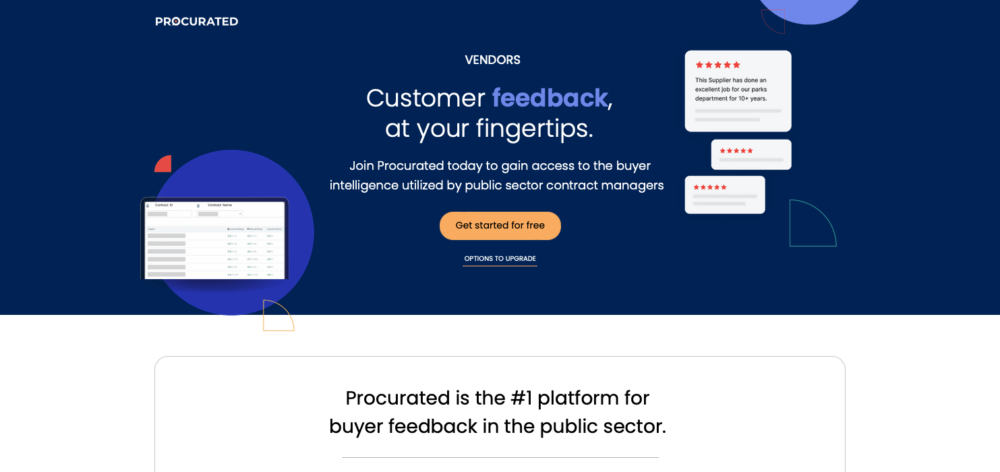 PROCURATED
VENDORS
Customer feedback,
at your fingertips.
Join Procurated today to gain access to the buyer
intelligence utilized by public sector contract managers
Get started for free
OPTIONS TO UPGRADE
This Supplier has done an
excellent job for our parks
department for 10+ years.
Contract ID
Contract Name
Procurated is the #1 platform for
buyer feedback in the public sector.